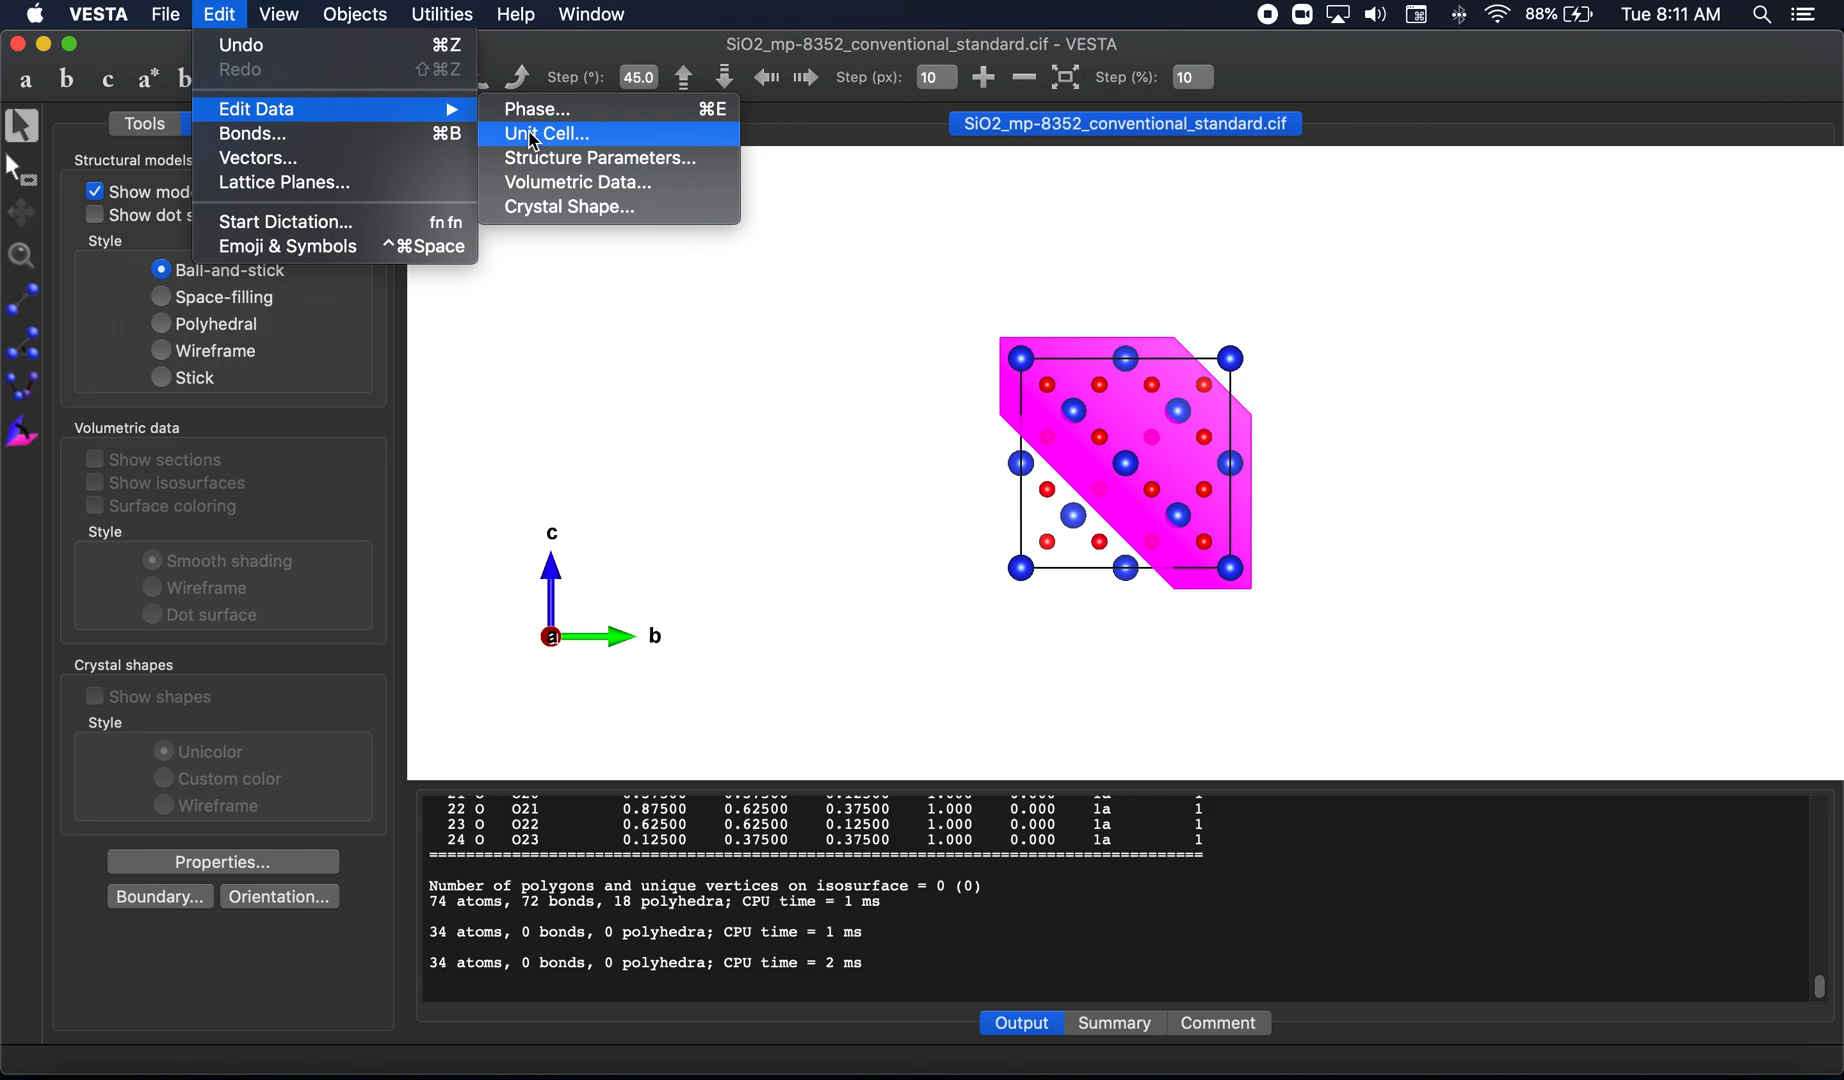 VESTA File Edit View Objects Utilities Help Window 88% Tue 8:11 AM
SiO2_mp-8352_conventional_standard.cif - VESTA
a b c a* b Step (°): 45.0 Step (px): 10 Step (%): 10
Undo ⌘Z
Redo ⇧⌘Z
Edit Data ▶
Bonds... ⌘B
Vectors...
Lattice Planes...
Start Dictation... fn fn
Emoji & Symbols ^⌘Space
Phase... ⌘E
Unit Cell...
Structure Parameters...
Volumetric Data...
Crystal Shape...
Tools
SiO2_mp-8352_conventional_standard.cif
Structural models
Show mod
Show dot s
Style
Ball-and-stick
Space-filling
Polyhedral
Wireframe
Stick
Volumetric data
Show sections
Show isosurfaces
Surface coloring
Style
Smooth shading
Wireframe
Dot surface
Crystal shapes
Show shapes
Style
Unicolor
Custom color
Wireframe
Properties...
Boundary... Orientation...
c
a b
22 O O21 0.87500 0.62500 0.37500 1.000 0.000 1a 1
23 O O22 0.62500 0.62500 0.12500 1.000 0.000 1a 1
24 O O23 0.12500 0.37500 0.37500 1.000 0.000 1a 1
Number of polygons and unique vertices on isosurface = 0 (0)
74 atoms, 72 bonds, 18 polyhedra; CPU time = 1 ms
34 atoms, 0 bonds, 0 polyhedra; CPU time = 1 ms
34 atoms, 0 bonds, 0 polyhedra; CPU time = 2 ms
Output Summary Comment